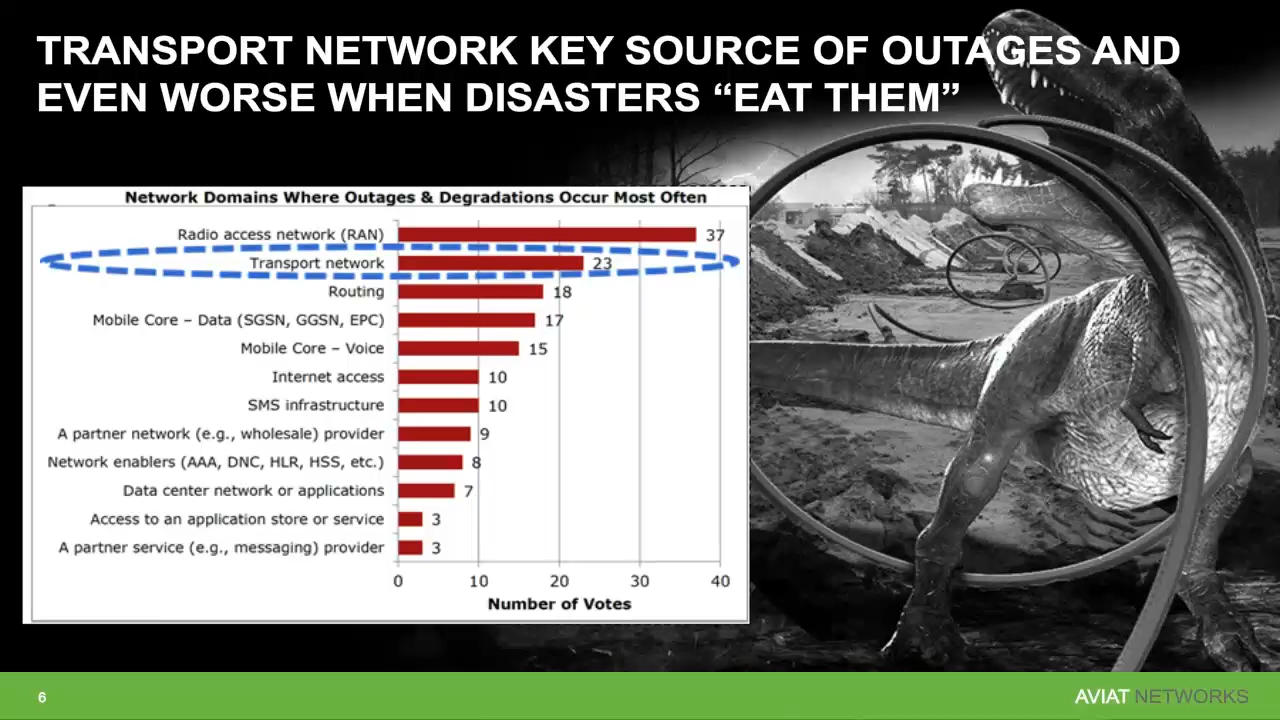 TRANSPORT NETWORK KEY SOURCE OF OUTAGES AND
EVEN WORSE WHEN DISASTERS “EAT THEM”
Network Domains Where Outages & Degradations Occur Most Often
Radio access network (RAN) 37
Transport network 23
Routing 18
Mobile Core – Data (SGSN, GGSN, EPC) 17
Mobile Core – Voice 15
Internet access 10
SMS infrastructure 10
A partner network (e.g., wholesale) provider 9
Network enablers (AAA, DNC, HLR, HSS, etc.) 8
Data center network or applications 7
Access to an application store or service 3
A partner service (e.g., messaging) provider 3
0 10 20 30 40
Number of Votes
6
AVIAT NETWORKS